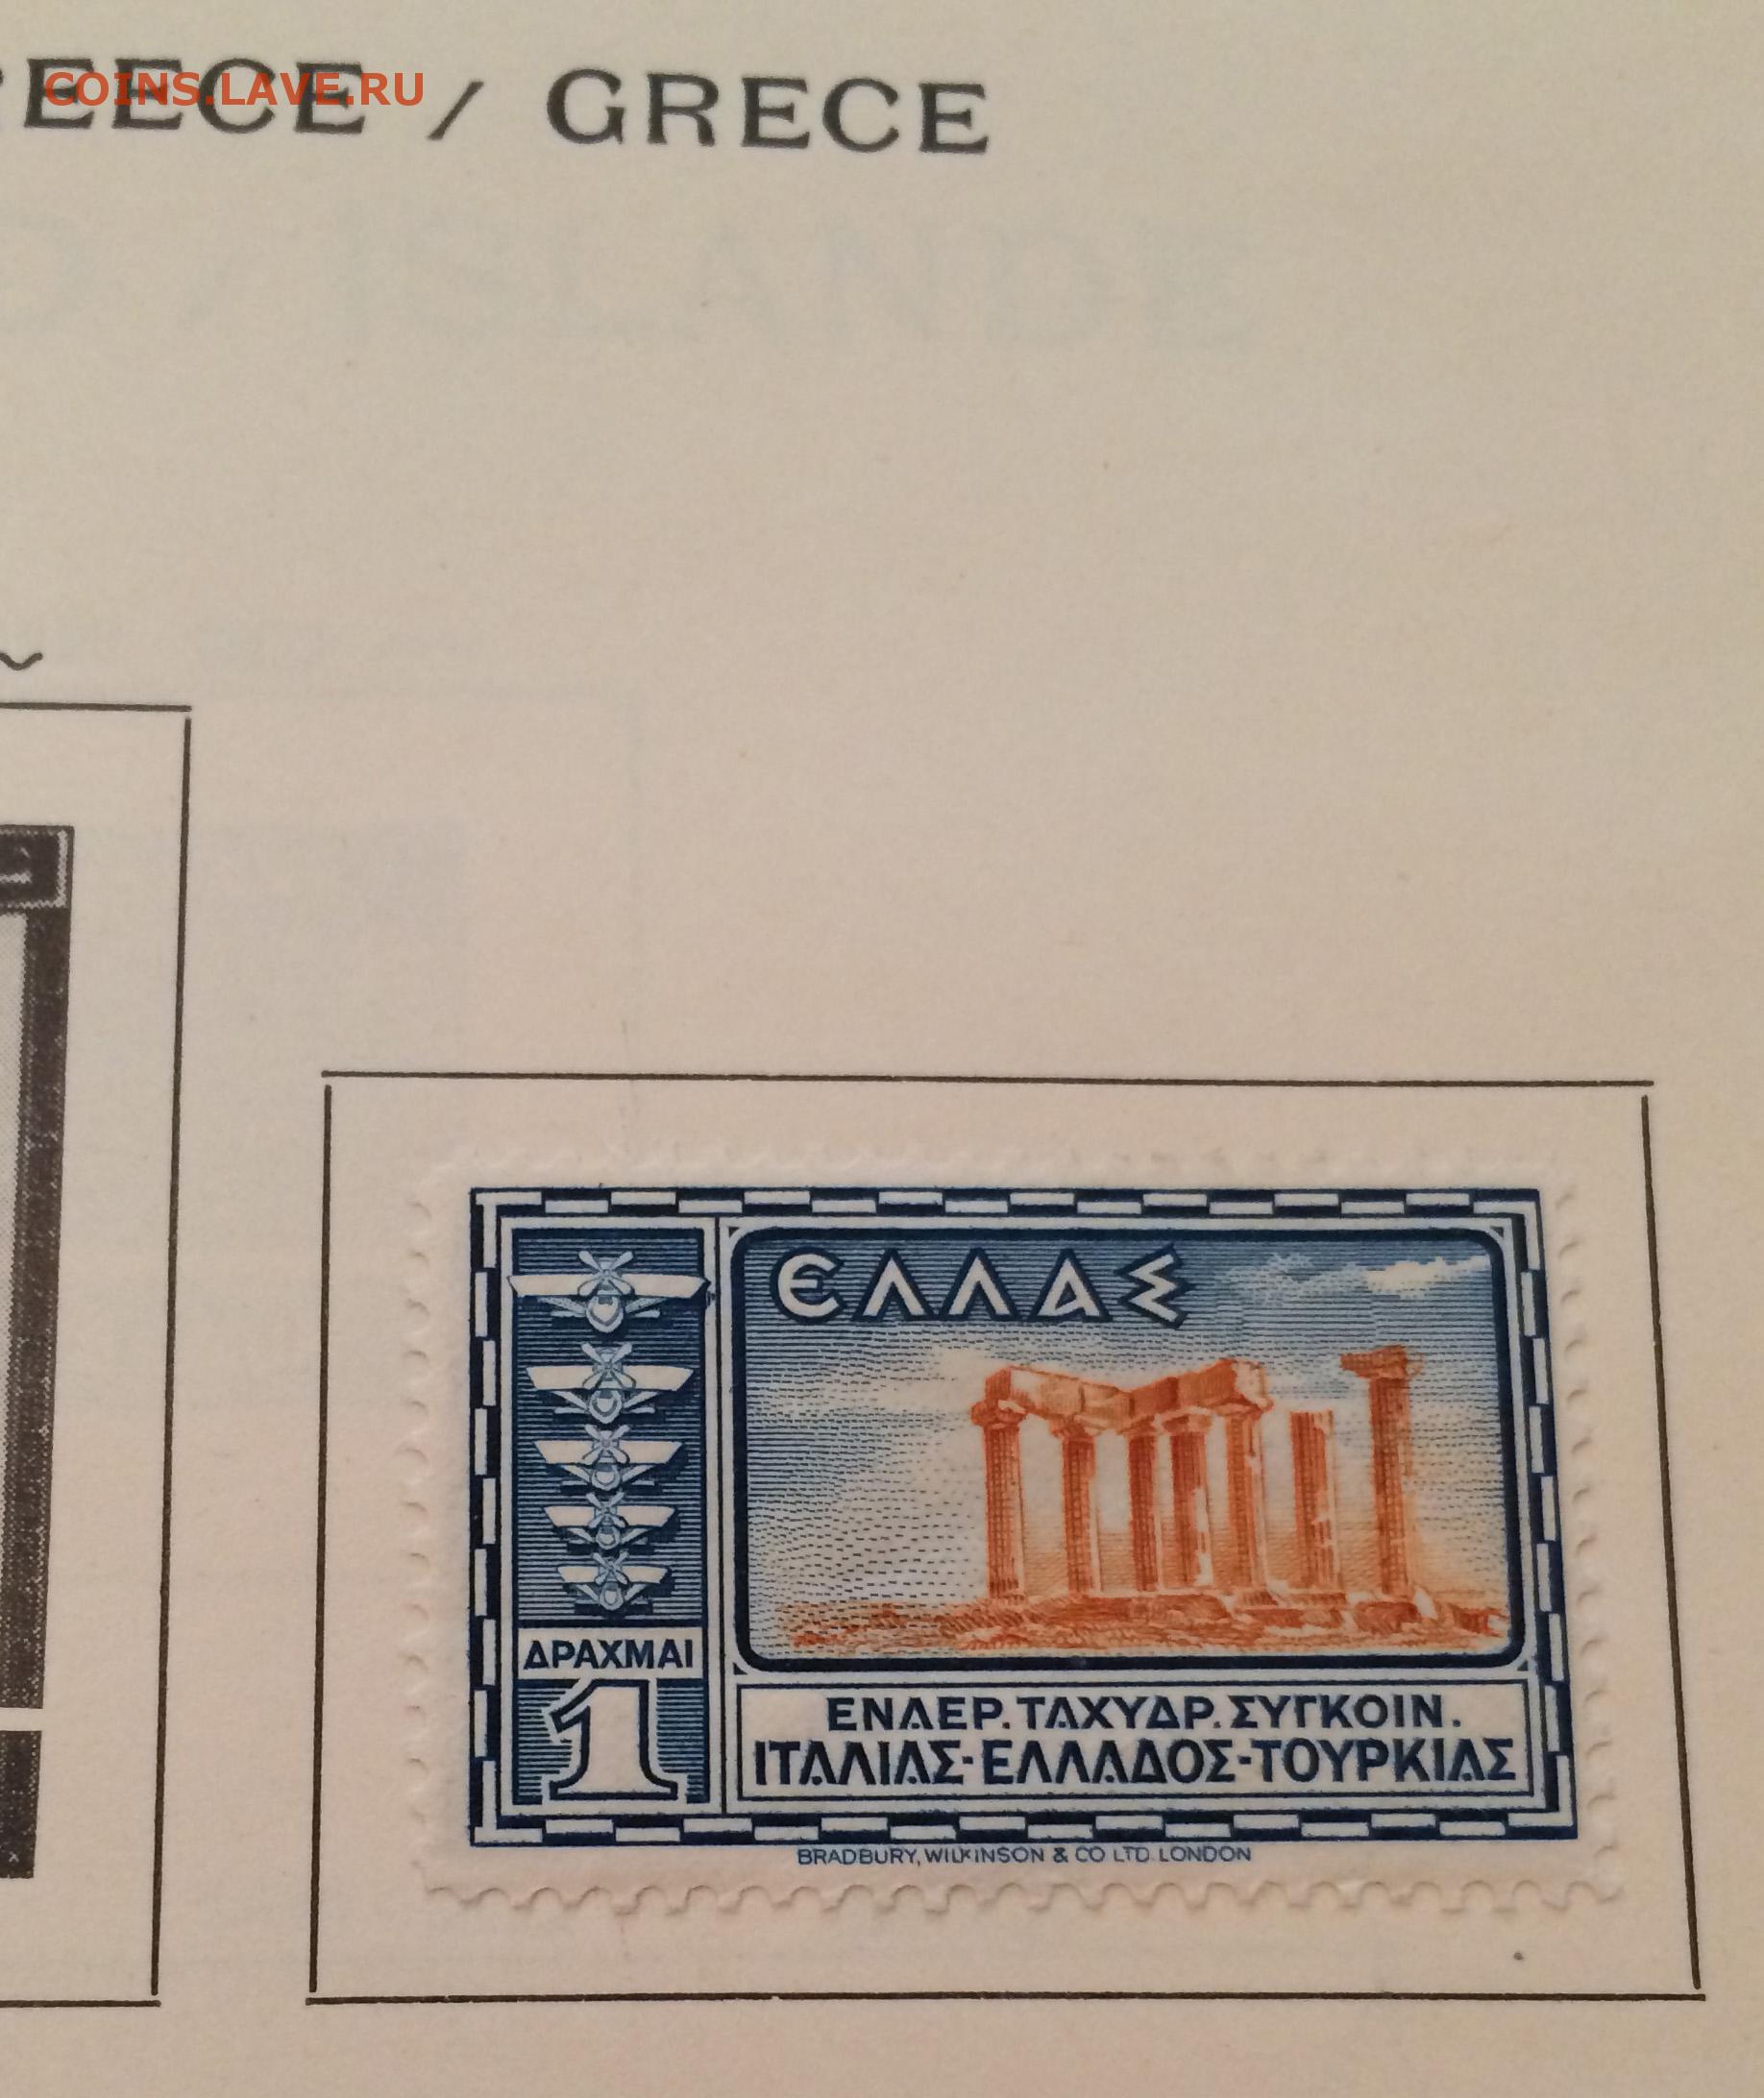 COINS.LAVE.RU
EECE / GRECE
ISLANDE
ΕΛΛΑΣ
ΔΡΑΧΜΑΙ
1
ΕΝΑΕΡ. ΤΑΧΥΔΡ. ΣΥΓΚΟΙΝ.
ΙΤΑΛΙΑΣ-ΕΛΛΑΔΟΣ-ΤΟΥΡΚΙΑΣ
BRADBURY, WILKINSON & CO LTD. LONDON